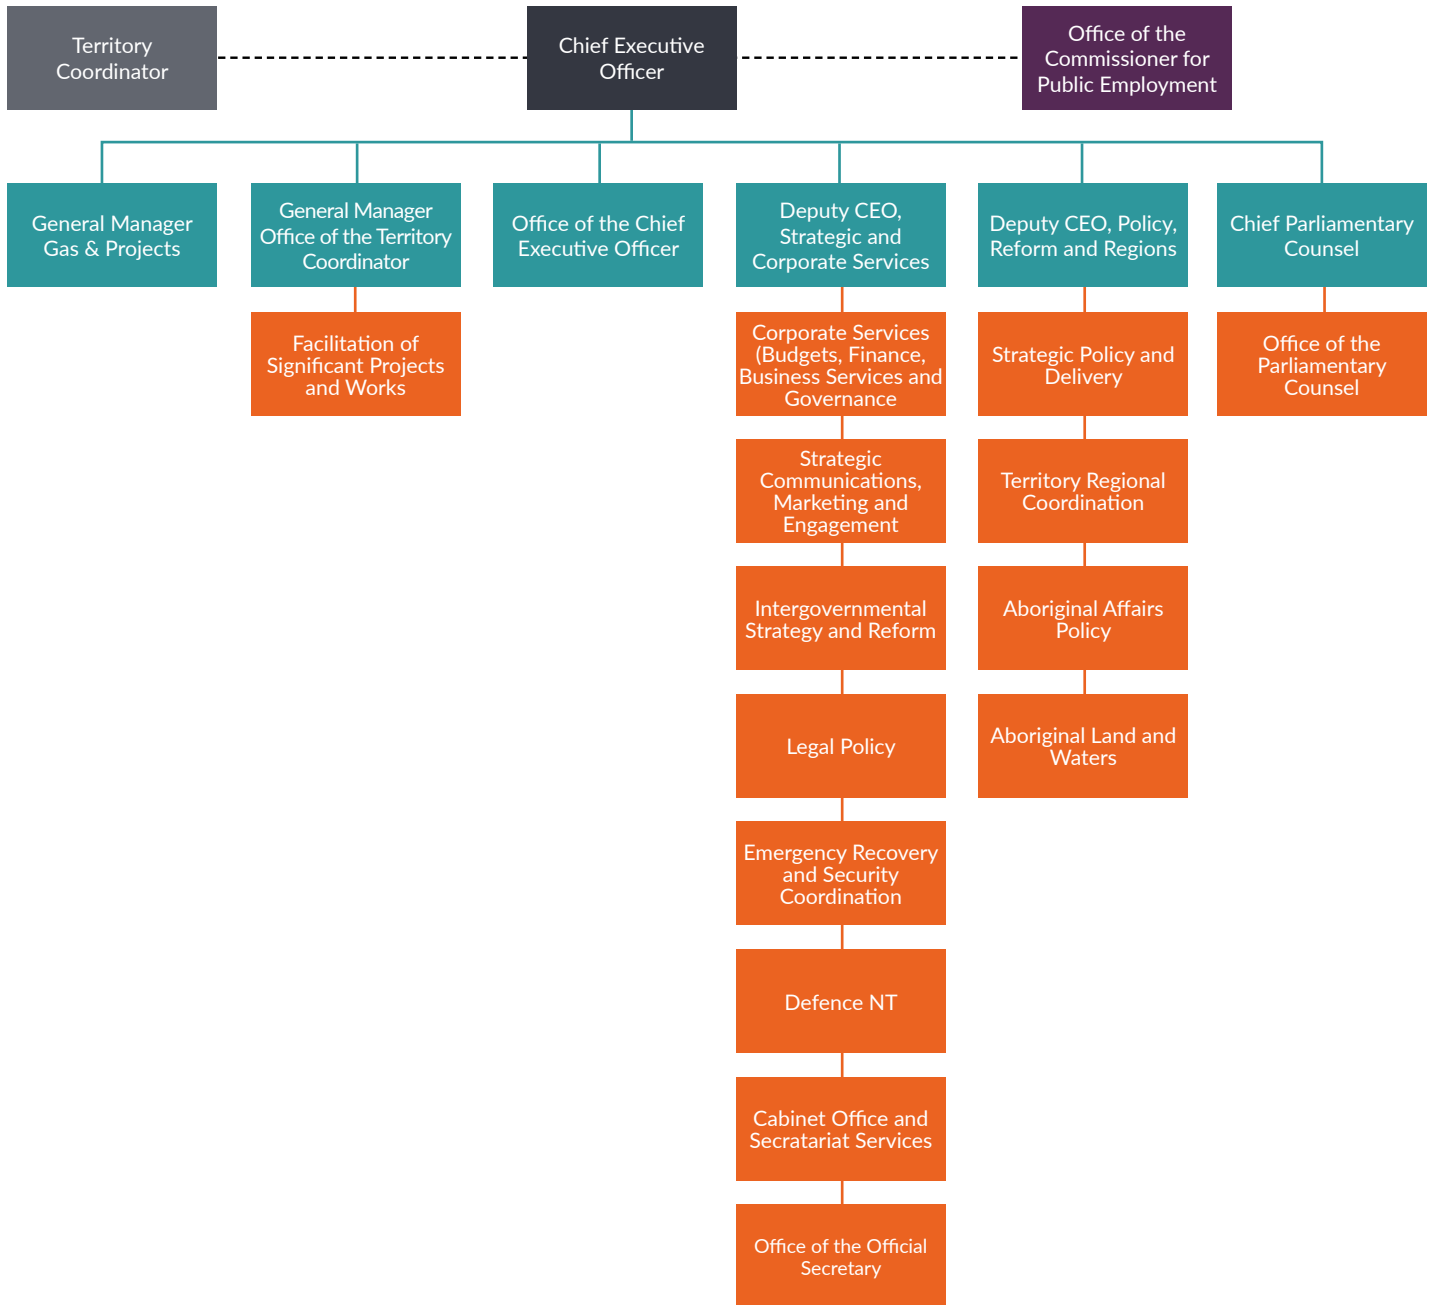 Territory
Coordinator
Chief Executive
Officer
Office of the
Commissioner for
Public Employment
General Manager
Gas & Projects
General Manager
Office of the Territory
Coordinator
Office of the Chief
Executive Officer
Deputy CEO,
Strategic and
Corporate Services
Deputy CEO, Policy,
Reform and Regions
Chief Parliamentary
Counsel
Facilitation of
Significant Projects
and Works
Corporate Services
(Budgets, Finance,
Business Services and
Governance
Strategic Policy and
Delivery
Office of the
Parliamentary
Counsel
Strategic
Communications,
Marketing and
Engagement
Territory Regional
Coordination
Intergovernmental
Strategy and Reform
Aboriginal Affairs
Policy
Legal Policy
Aboriginal Land and
Waters
Emergency Recovery
and Security
Coordination
Defence NT
Cabinet Office and
Secratariat Services
Office of the Official
Secretary